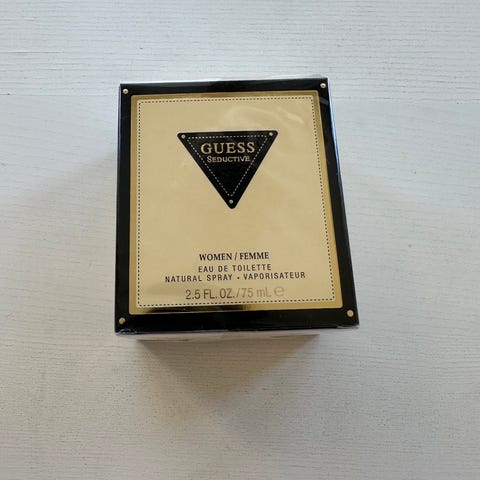 GUESS
SEDUCTIVE
WOMEN / FEMME
EAU DE TOILETTE
NATURAL SPRAY • VAPORISATEUR
2.5 FL. OZ. / 75 mL ℮